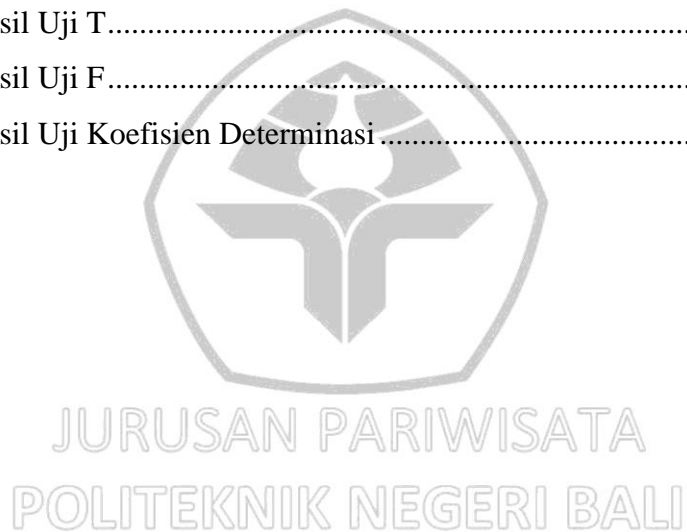 sil Uji T.......................................................................
sil Uji F.......................................................................
sil Uji Koefisien Determinasi.......................................
JURUSAN PARIWISATA
POLITEKNIK NEGERI BALI